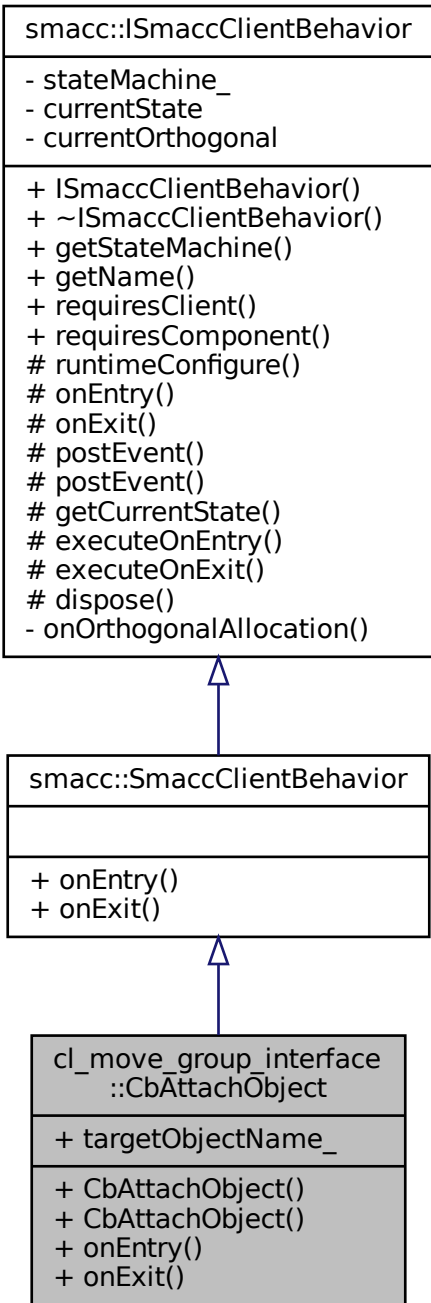 smacc::ISmaccClientBehavior
- stateMachine_
- currentState
- currentOrthogonal
+ ISmaccClientBehavior()
+ ~ISmaccClientBehavior()
+ getStateMachine()
+ getName()
+ requiresClient()
+ requiresComponent()
# runtimeConfigure()
# onEntry()
# onExit()
# postEvent()
# postEvent()
# getCurrentState()
# executeOnEntry()
# executeOnExit()
# dispose()
- onOrthogonalAllocation()
smacc::SmaccClientBehavior
+ onEntry()
+ onExit()
cl_move_group_interface
::CbAttachObject
+ targetObjectName_
+ CbAttachObject()
+ CbAttachObject()
+ onEntry()
+ onExit()